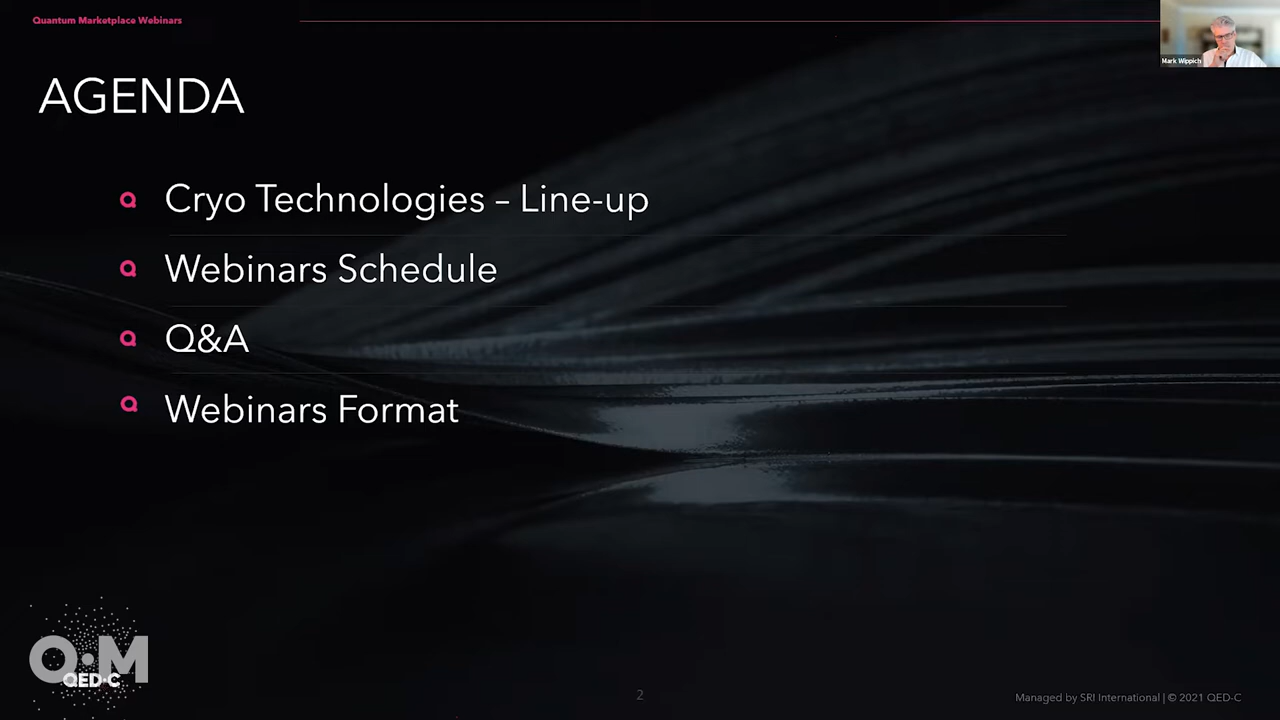 Quantum Marketplace Webinars
Mark Wippich
AGENDA
Cryo Technologies – Line-up
Webinars Schedule
Q&A
Webinars Format
Q·M
QED·C
2
Managed by SRI International | © 2021 QED-C